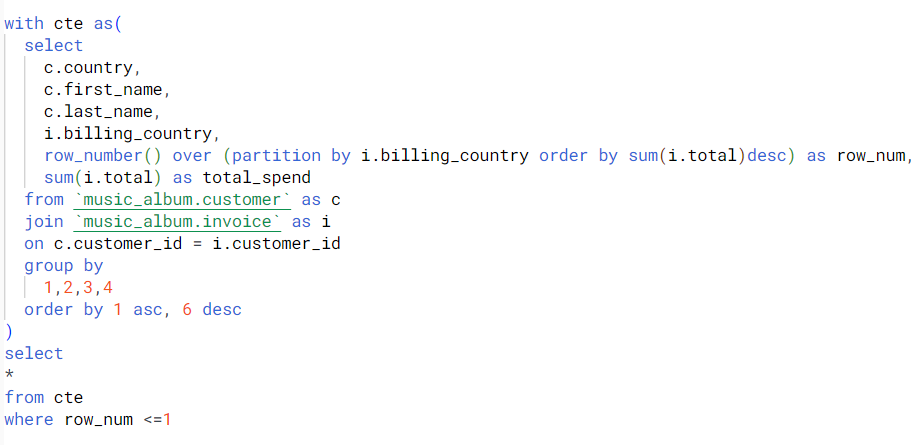 with cte as(
select
c.country,
c.first_name,
c.last_name,
i.billing_country,
row_number() over (partition by i.billing_country order by sum(i.total)desc) as row_num,
sum(i.total) as total_spend
from `music_album.customer` as c
join `music_album.invoice` as i
on c.customer_id = i.customer_id
group by
1,2,3,4
order by 1 asc, 6 desc
)
select
*
from cte
where row_num <=1